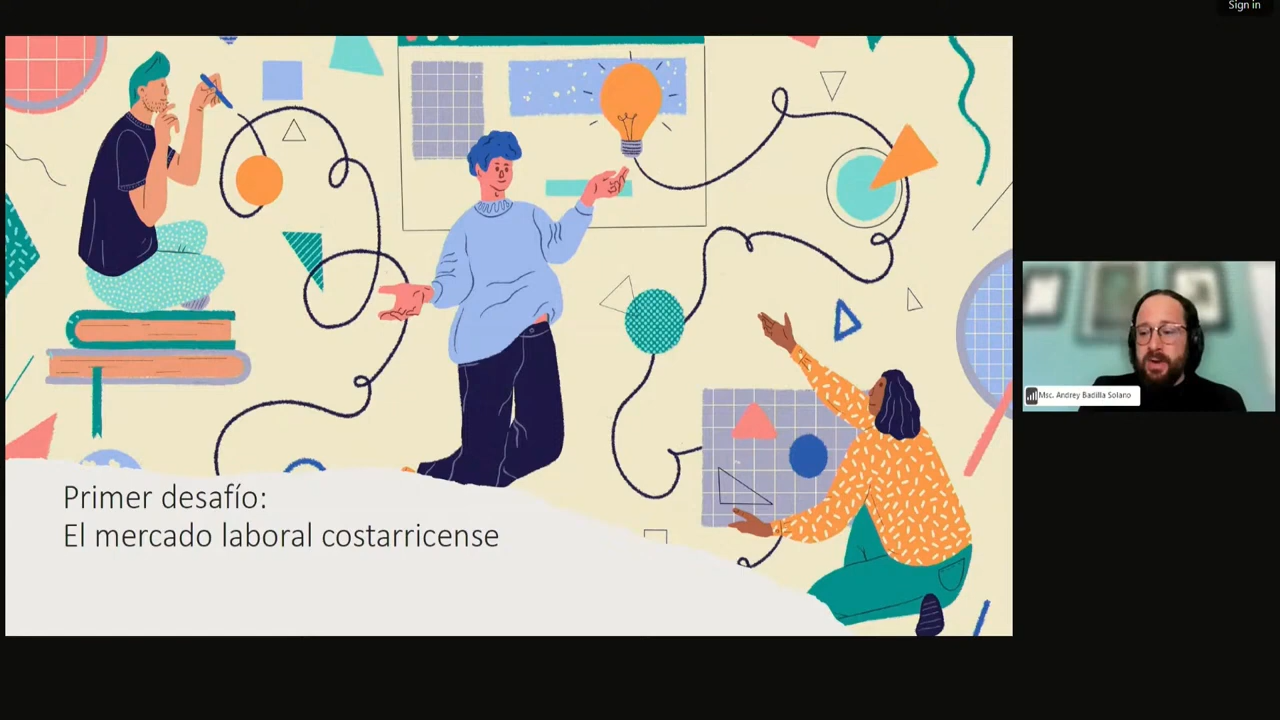 Sign in
Primer desafío:
El mercado laboral costarricense
Msc. Andrey Badilla Solano